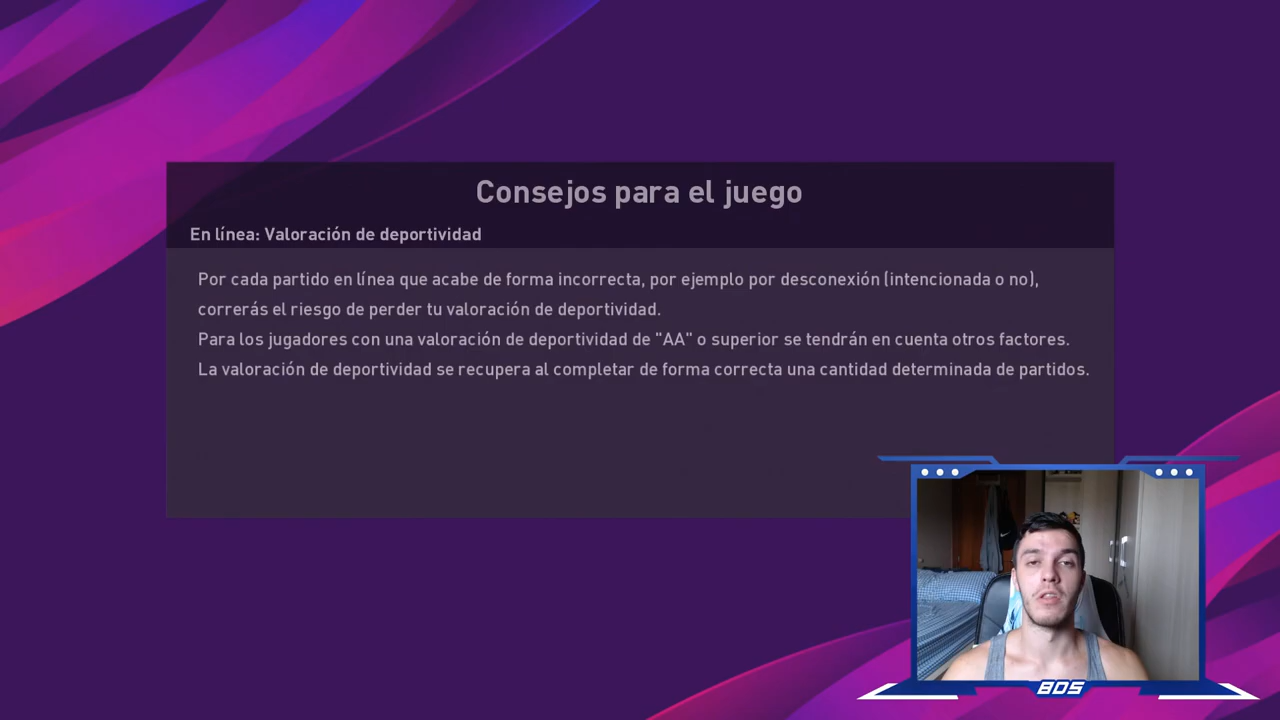 Consejos para el juego
En línea: Valoración de deportividad
Por cada partido en línea que acabe de forma incorrecta, por ejemplo por desconexión (intencionada o no),
correrás el riesgo de perder tu valoración de deportividad.
Para los jugadores con una valoración de deportividad de "AA" o superior se tendrán en cuenta otros factores.
La valoración de deportividad se recupera al completar de forma correcta una cantidad determinada de partidos.
BDS